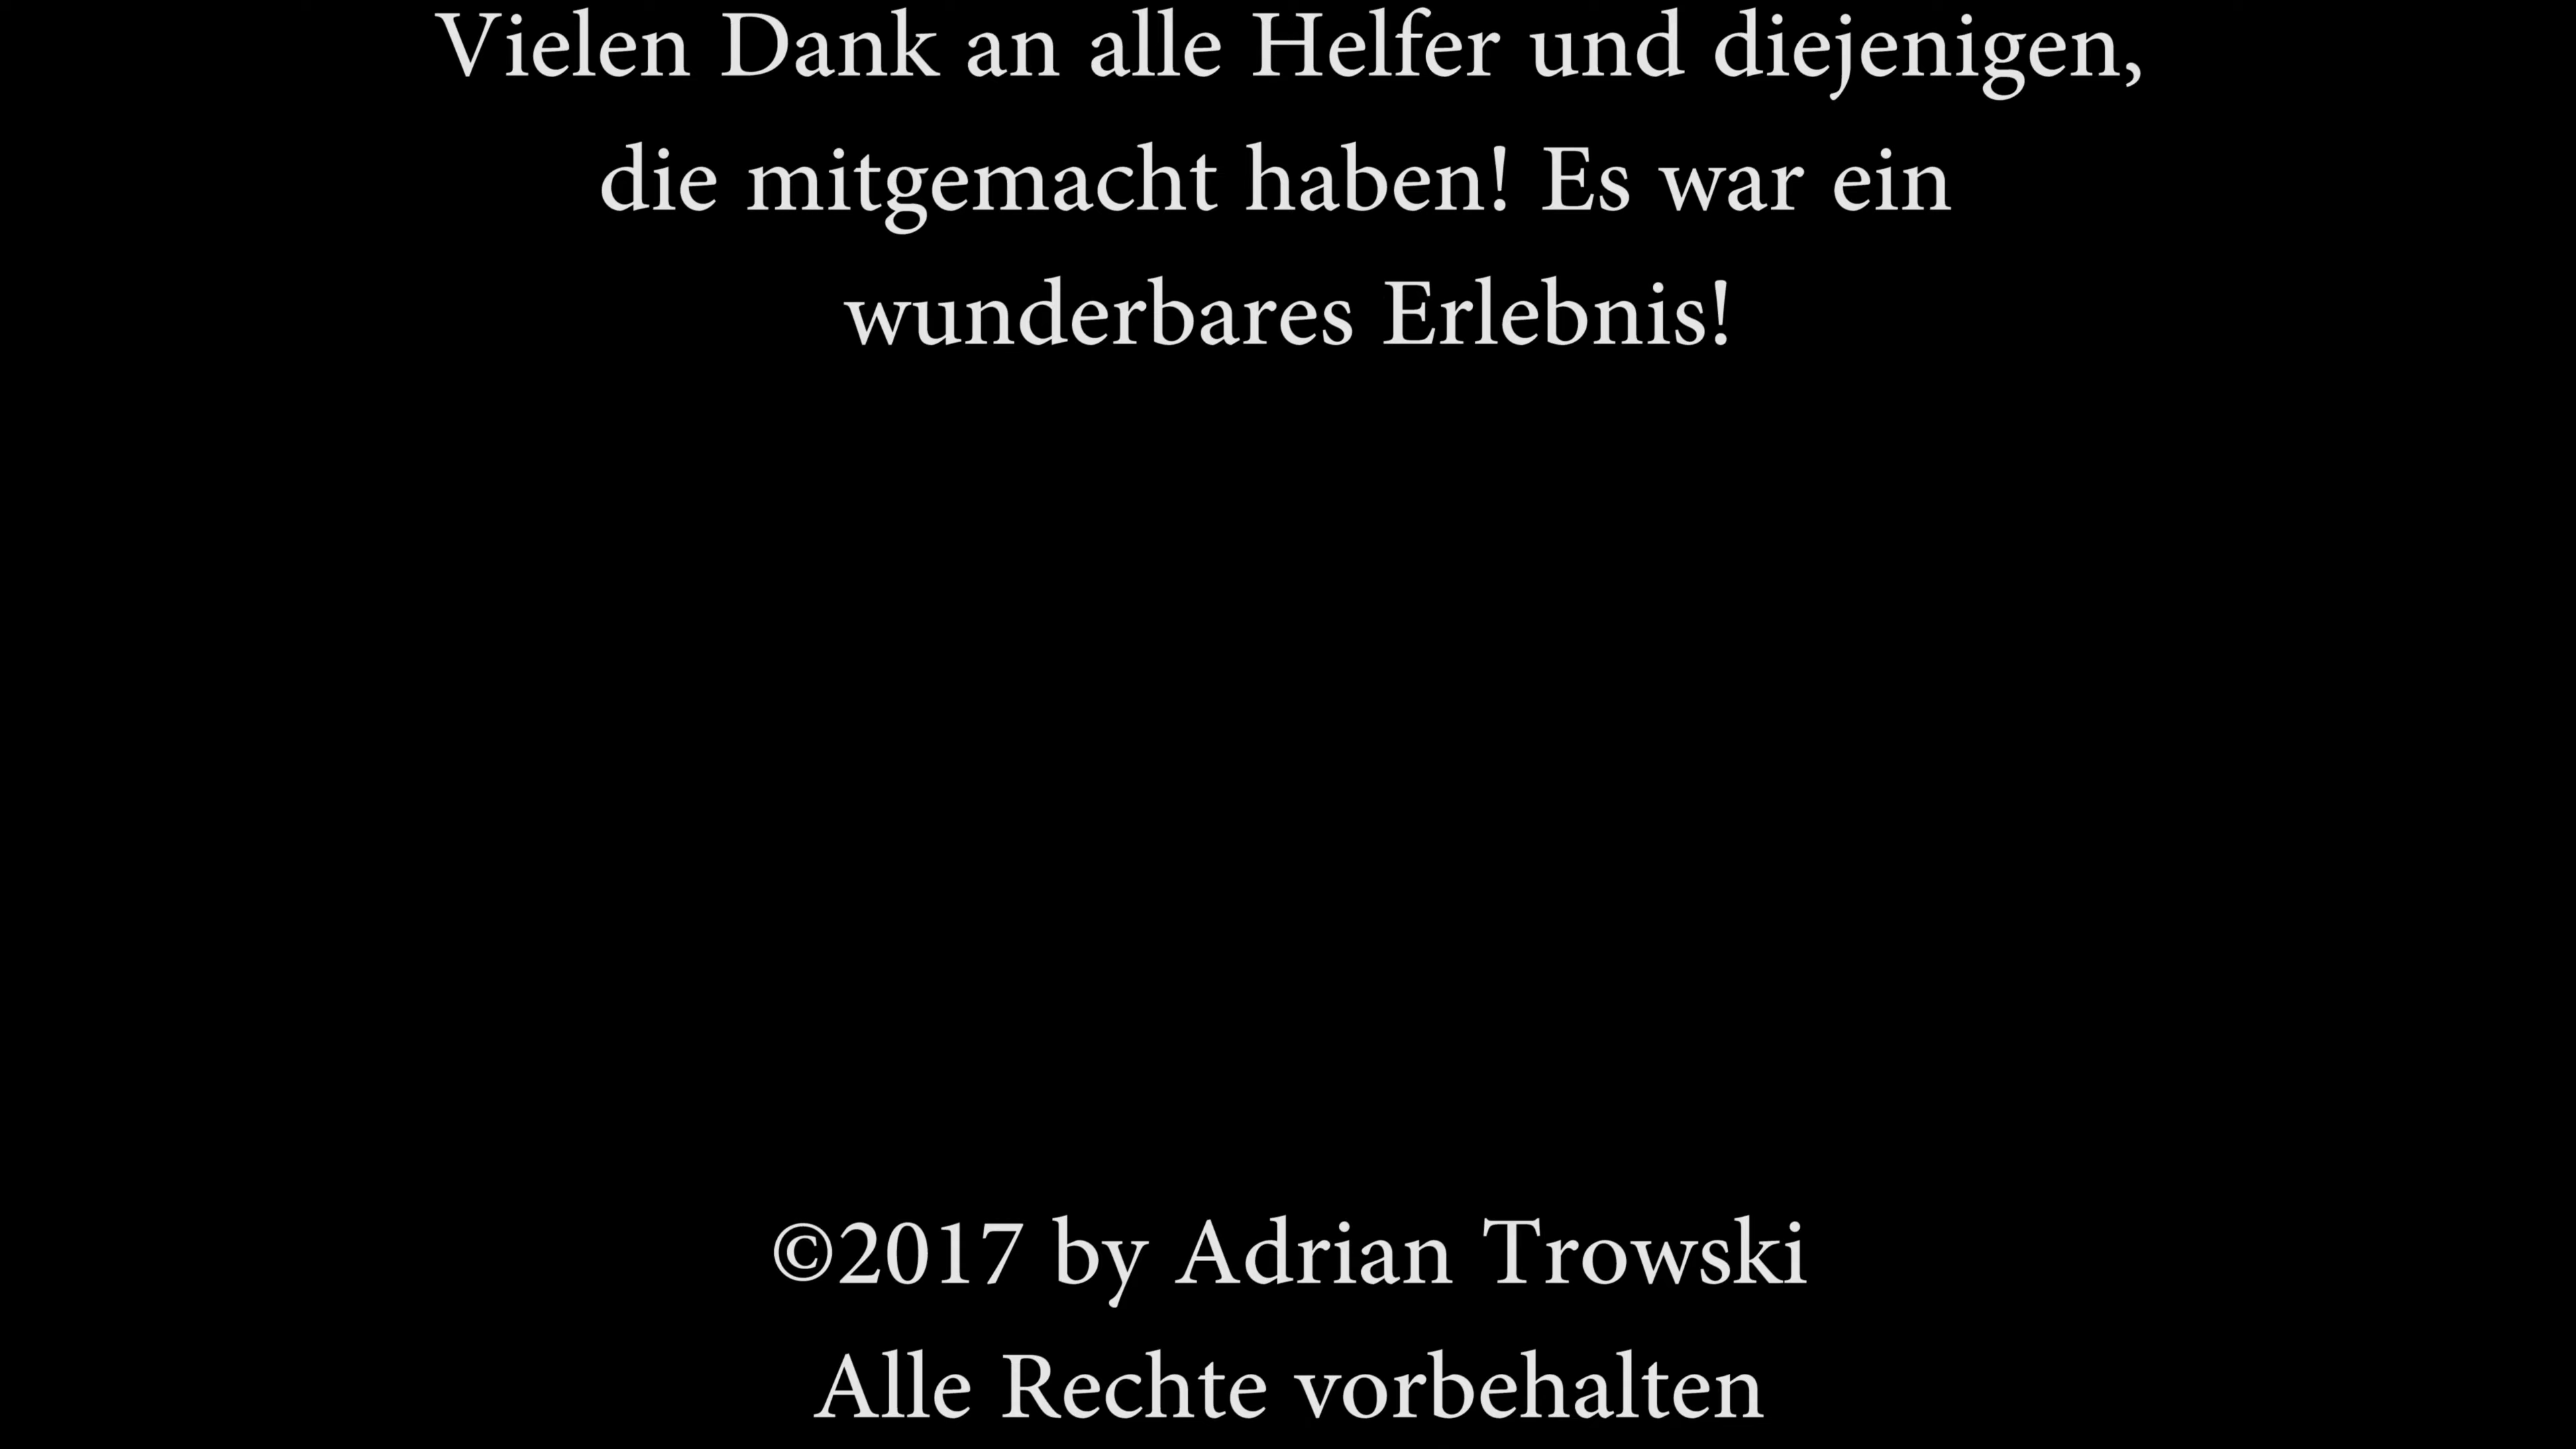 Vielen Dank an alle Helfer und diejenigen,
die mitgemacht haben! Es war ein
wunderbares Erlebnis!
©2017 by Adrian Trowski
Alle Rechte vorbehalten